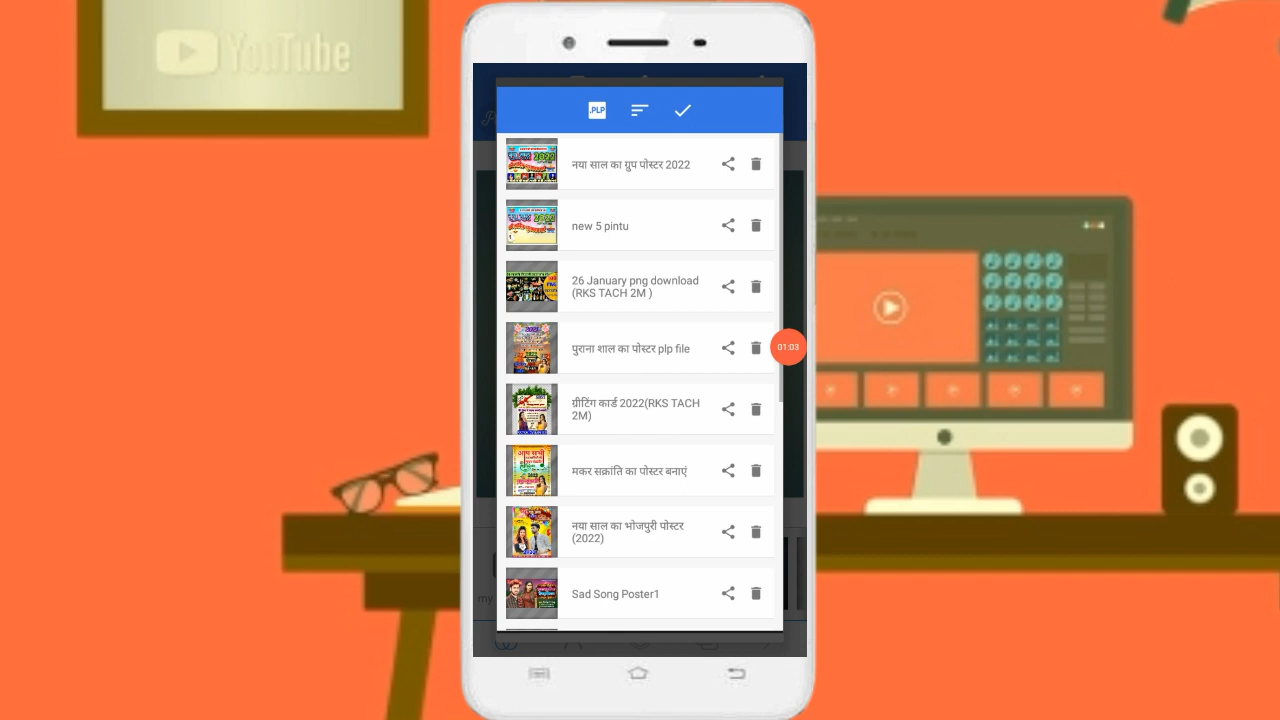 YouTube
.PLP
नया साल का ग्रुप पोस्टर 2022
new 5 pintu
26 January png download
(RKS TACH 2M )
पुराना शाल का पोस्टर plp file
01:03
ग्रीटिंग कार्ड 2022(RKS TACH
2M)
मकर सक्रांति का पोस्टर बनाएं
नया साल का भोजपुरी पोस्टर
(2022)
Sad Song Poster1
my